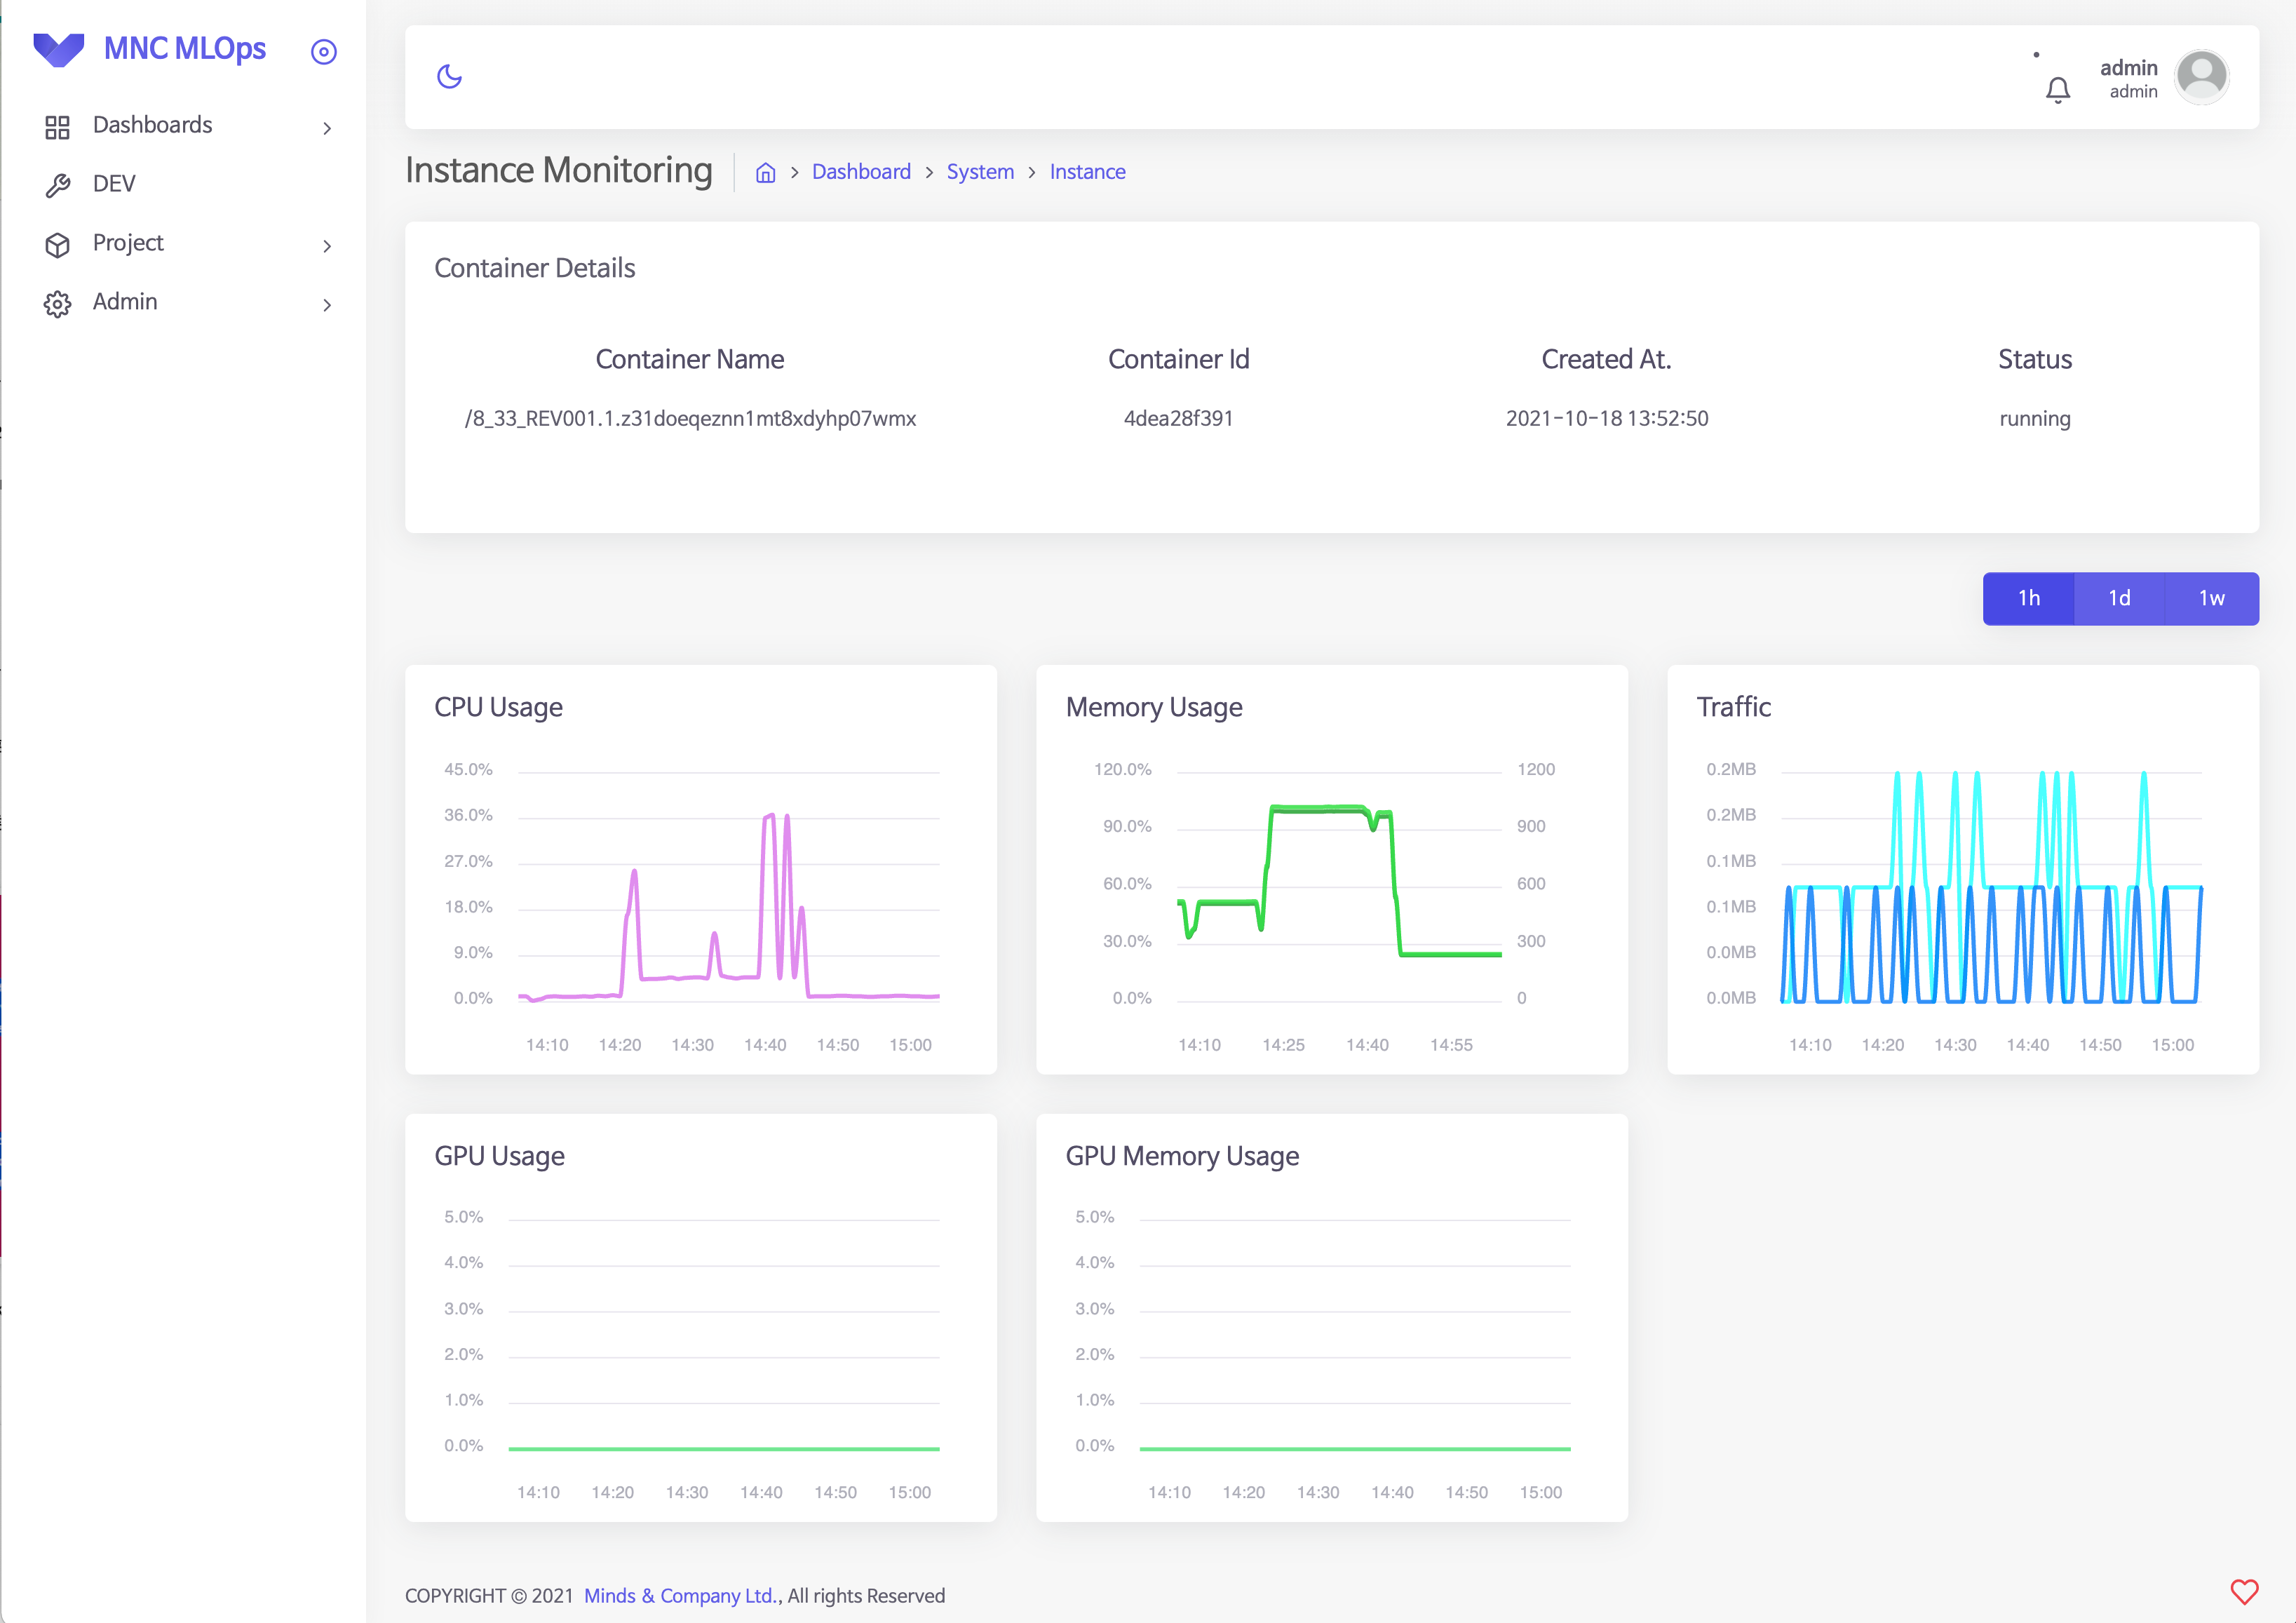 MNC MLOps
Dashboards
DEV
Project
Admin
admin
admin
Instance Monitoring
Dashboard
System
Instance
Container Details
Container Name
Container Id
Created At.
Status
/8_33_REV001.1.z31doeqeznn1mt8xdyhp07wmx
4dea28f391
2021-10-18 13:52:50
running
1h
1d
1w
CPU Usage
45.0%
36.0%
27.0%
18.0%
9.0%
0.0%
14:10 14:20 14:30 14:40 14:50 15:00
Memory Usage
120.0% 1200
90.0% 900
60.0% 600
30.0% 300
0.0% 0
14:10 14:25 14:40 14:55
Traffic
0.2MB
0.2MB
0.1MB
0.1MB
0.0MB
0.0MB
14:10 14:20 14:30 14:40 14:50 15:00
GPU Usage
5.0%
4.0%
3.0%
2.0%
1.0%
0.0%
14:10 14:20 14:30 14:40 14:50 15:00
GPU Memory Usage
5.0%
4.0%
3.0%
2.0%
1.0%
0.0%
14:10 14:20 14:30 14:40 14:50 15:00
COPYRIGHT © 2021 Minds & Company Ltd., All rights Reserved